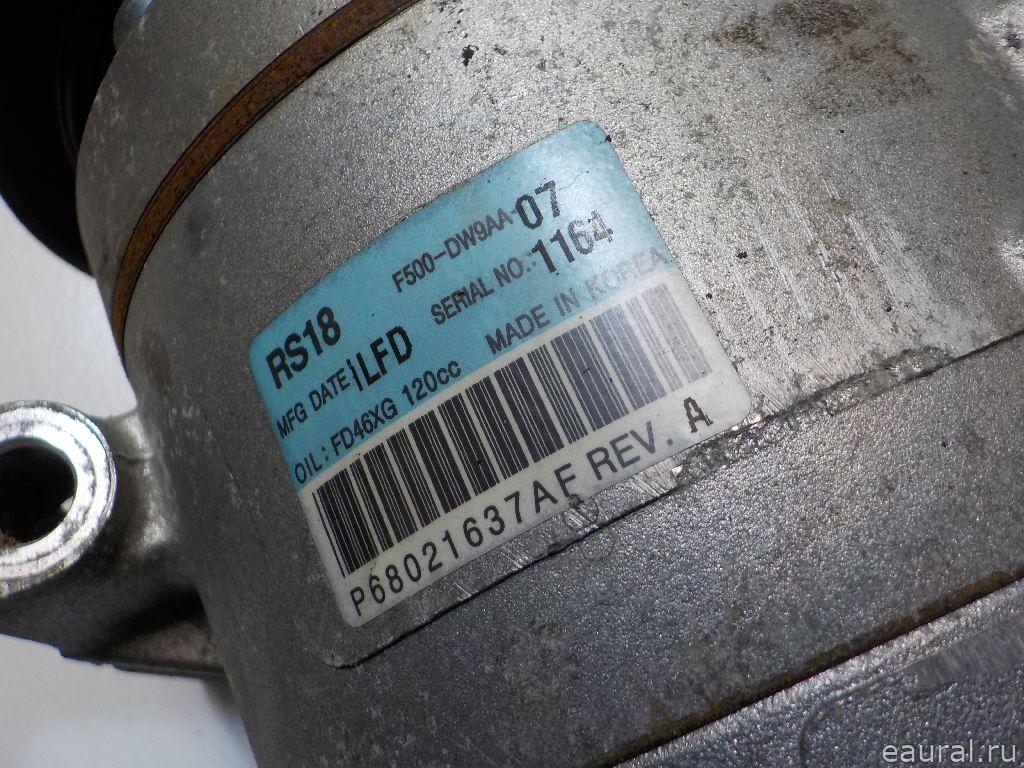 RS18 F500-DW9AA-07
MFG DATE/LFD SERIAL NO.: 1164
OIL: FD46XG 120cc MADE IN KOREA
P68021637AF REV. A
eaural.ru